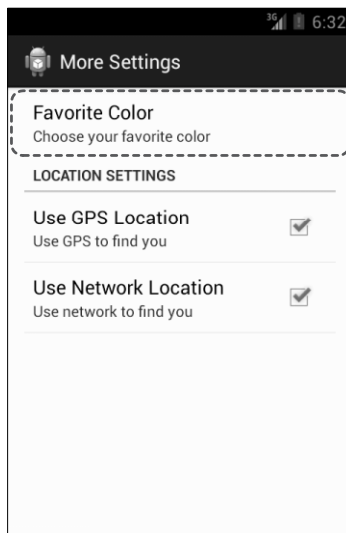 3G 6:32
More Settings
Favorite Color
Choose your favorite color
LOCATION SETTINGS
Use GPS Location
Use GPS to find you
Use Network Location
Use network to find you